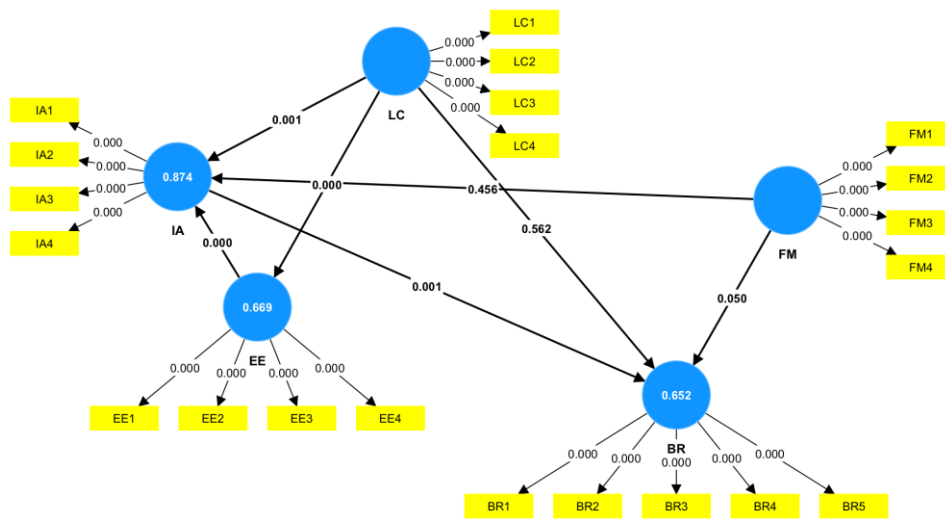 LC1
0.000
LC2
0.000
LC3
0.000
LC4
0.000
LC
IA1
0.000
IA2
0.000
IA3
0.000
IA4
0.000
0.874
IA
0.001
0.000
0.456
0.562
FM1
0.000
FM2
0.000
FM3
0.000
FM4
0.000
FM
0.000
0.001
0.050
0.669
EE
0.000
0.000
0.000
0.000
EE1
EE2
EE3
EE4
0.652
BR
0.000
0.000
0.000
0.000
0.000
BR1
BR2
BR3
BR4
BR5